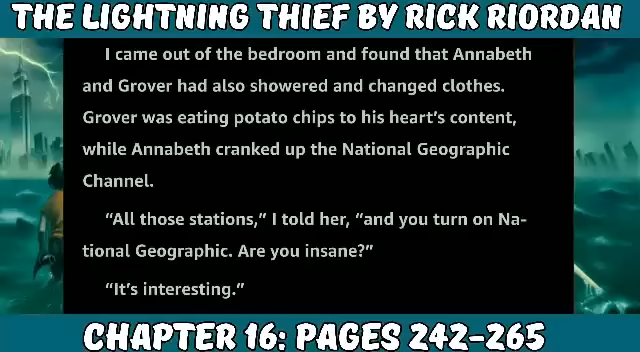 THE LIGHTNING THIEF BY RICK RIORDAN
I came out of the bedroom and found that Annabeth
and Grover had also showered and changed clothes.
Grover was eating potato chips to his heart's content,
while Annabeth cranked up the National Geographic
Channel.
“All those stations,” I told her, “and you turn on Na-
tional Geographic. Are you insane?”
“It's interesting.”
CHAPTER 16: PAGES 242-265